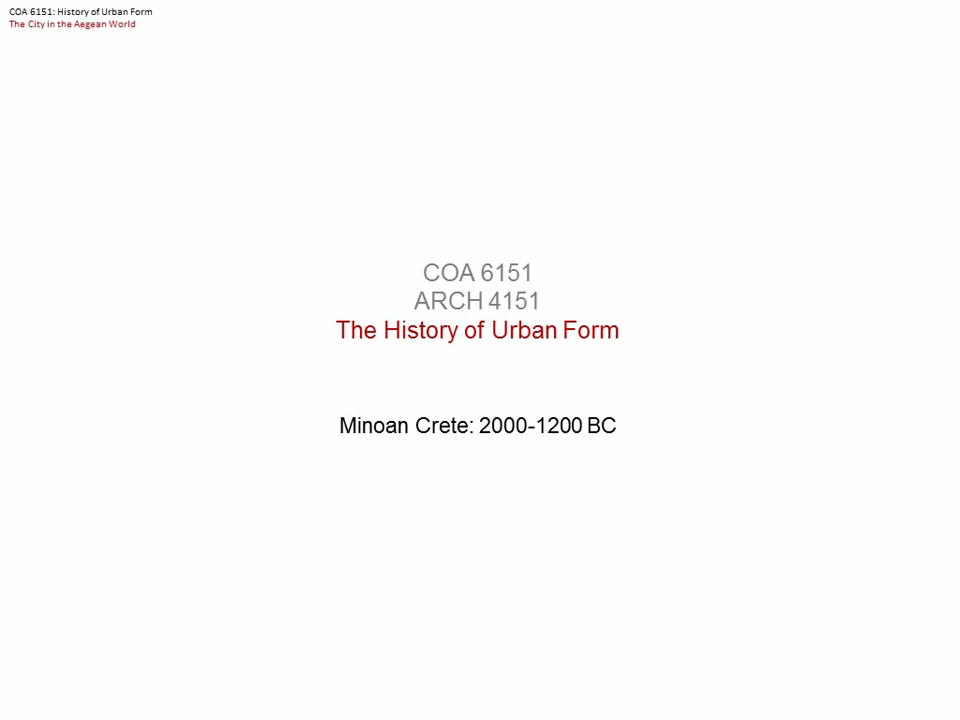 COA 6151: History of Urban Form
The City in the Aegean World
COA 6151
ARCH 4151
The History of Urban Form
Minoan Crete: 2000-1200 BC